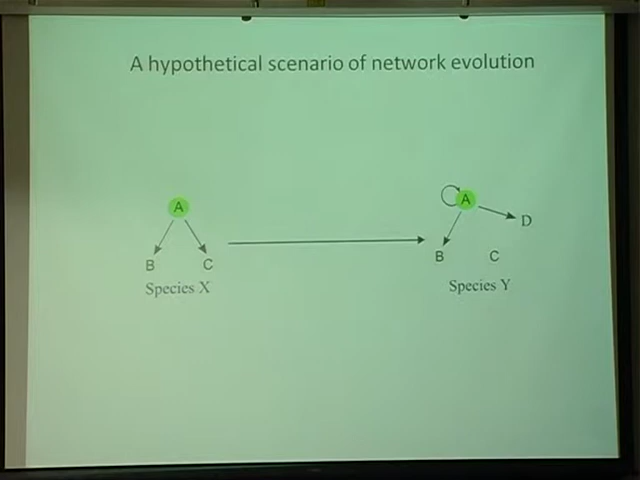 A hypothetical scenario of network evolution
A
B
C
Species X
A
D
B
C
Species Y